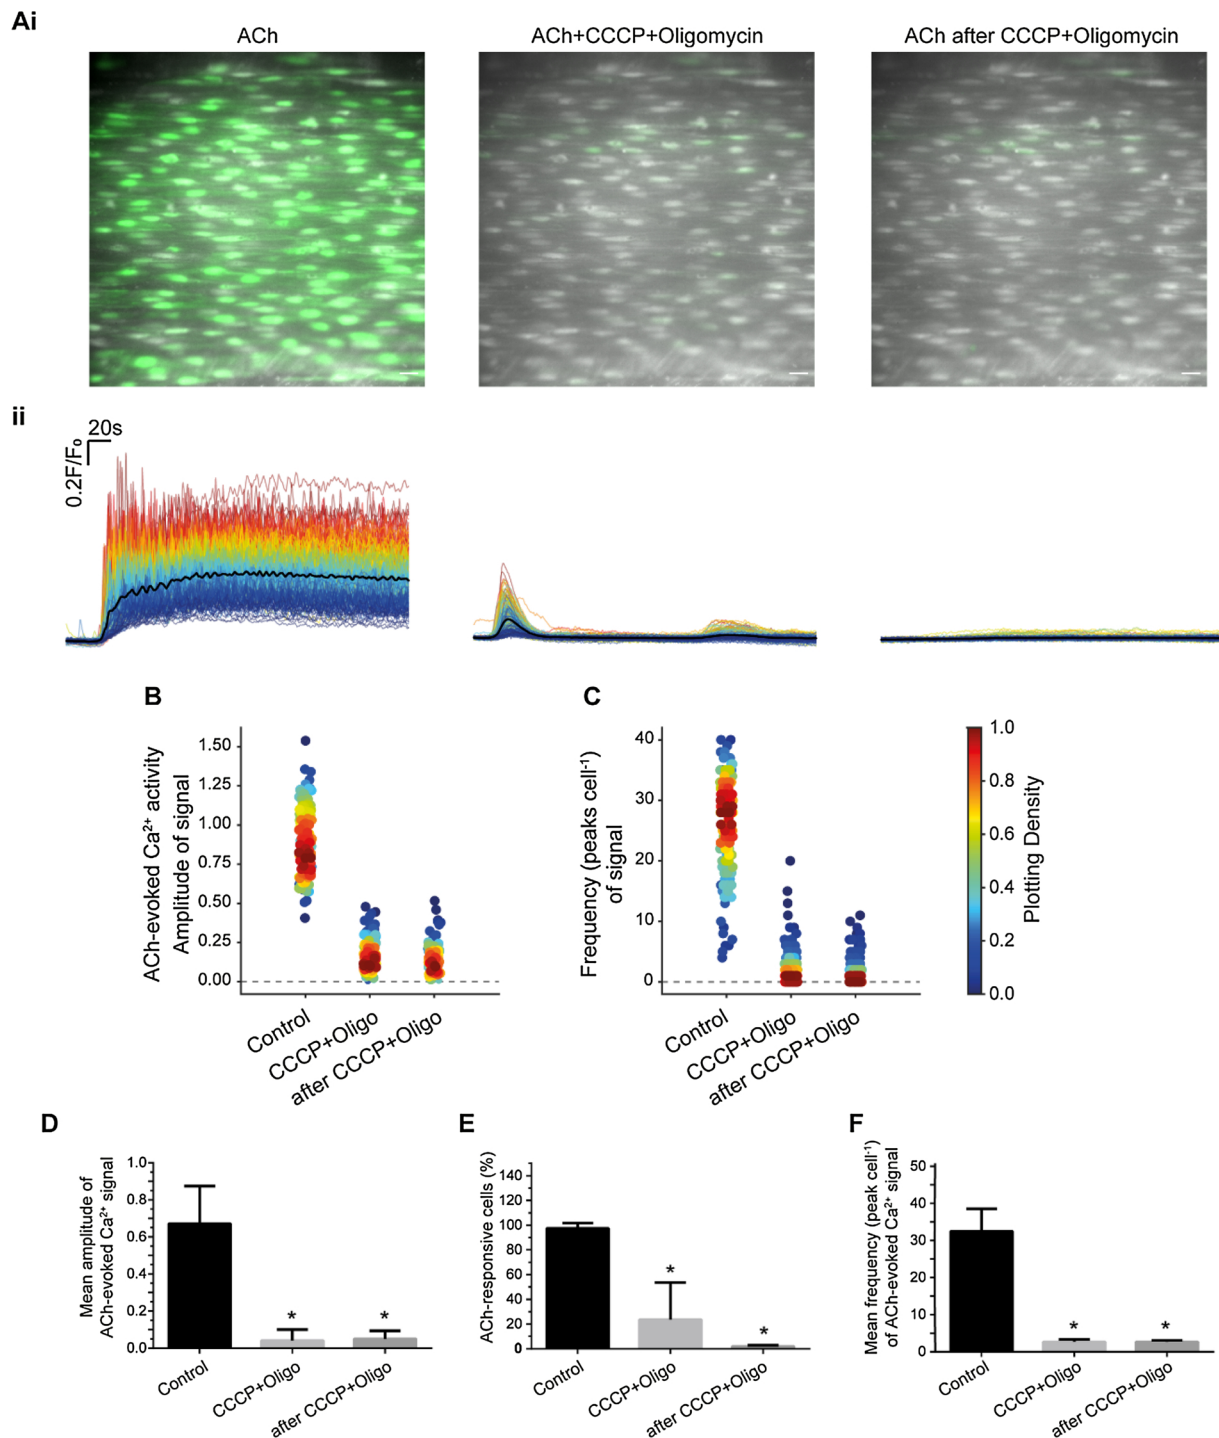 Ai
ACh
ACh+CCCP+Oligomycin
ACh after CCCP+Oligomycin
ii
20s
0.2F/F₀
B
ACh-evoked Ca²⁺ activity
Amplitude of signal
1.50
1.25
1.00
0.75
0.50
0.25
0.00
Control
CCCP+Oligo
after CCCP+Oligo
C
Frequency (peaks cell⁻¹)
of signal
40
30
20
10
0
Control
CCCP+Oligo
after CCCP+Oligo
1.0
0.8
0.6
0.4
0.2
0.0
Plotting Density
D
Mean amplitude of
ACh-evoked Ca²⁺ signal
1.0
0.8
0.6
0.4
0.2
0.0
*
*
Control
CCCP+Oligo
after CCCP+Oligo
E
ACh-responsive cells (%)
140
120
100
80
60
40
20
0
*
*
Control
CCCP+Oligo
after CCCP+Oligo
F
Mean frequency (peak cell⁻¹)
of ACh-evoked Ca²⁺ signal
50
40
30
20
10
0
*
*
Control
CCCP+Oligo
after CCCP+Oligo